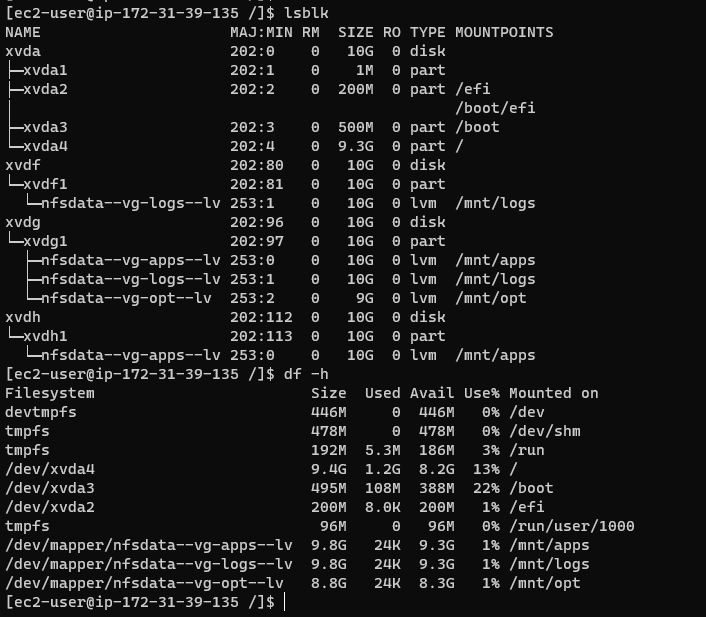 [ec2-user@ip-172-31-39-135 /]$ lsblk
NAME                     MAJ:MIN RM  SIZE RO TYPE MOUNTPOINTS
xvda                     202:0    0   10G  0 disk
├─xvda1                  202:1    0    1M  0 part
├─xvda2                  202:2    0  200M  0 part /efi
│                                                 /boot/efi
├─xvda3                  202:3    0  500M  0 part /boot
└─xvda4                  202:4    0  9.3G  0 part /
xvdf                     202:80   0   10G  0 disk
└─xvdf1                  202:81   0   10G  0 part
  └─nfsdata--vg-logs--lv 253:1    0   10G  0 lvm  /mnt/logs
xvdg                     202:96   0   10G  0 disk
└─xvdg1                  202:97   0   10G  0 part
  ├─nfsdata--vg-apps--lv 253:0    0   10G  0 lvm  /mnt/apps
  ├─nfsdata--vg-logs--lv 253:1    0   10G  0 lvm  /mnt/logs
  └─nfsdata--vg-opt--lv  253:2    0    9G  0 lvm  /mnt/opt
xvdh                     202:112  0   10G  0 disk
└─xvdh1                  202:113  0   10G  0 part
  └─nfsdata--vg-apps--lv 253:0    0   10G  0 lvm  /mnt/apps
[ec2-user@ip-172-31-39-135 /]$ df -h
Filesystem                        Size  Used Avail Use% Mounted on
devtmpfs                          446M     0  446M   0% /dev
tmpfs                             478M     0  478M   0% /dev/shm
tmpfs                             192M  5.3M  186M   3% /run
/dev/xvda4                        9.4G  1.2G  8.2G  13% /
/dev/xvda3                        495M  108M  388M  22% /boot
/dev/xvda2                        200M  8.0K  200M   1% /efi
tmpfs                              96M     0   96M   0% /run/user/1000
/dev/mapper/nfsdata--vg-apps--lv  9.8G   24K  9.3G   1% /mnt/apps
/dev/mapper/nfsdata--vg-logs--lv  9.8G   24K  9.3G   1% /mnt/logs
/dev/mapper/nfsdata--vg-opt--lv   8.8G   24K  8.3G   1% /mnt/opt
[ec2-user@ip-172-31-39-135 /]$